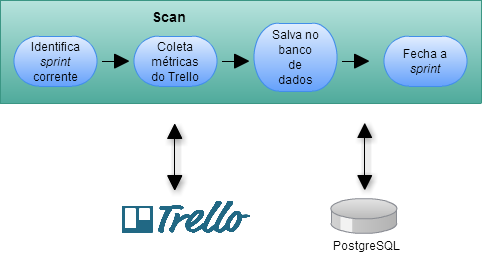 Scan
Identifica
sprint
corrente
Coleta
métricas
do Trello
Salva no
banco
de
dados
Fecha a
sprint
Trello
PostgreSQL